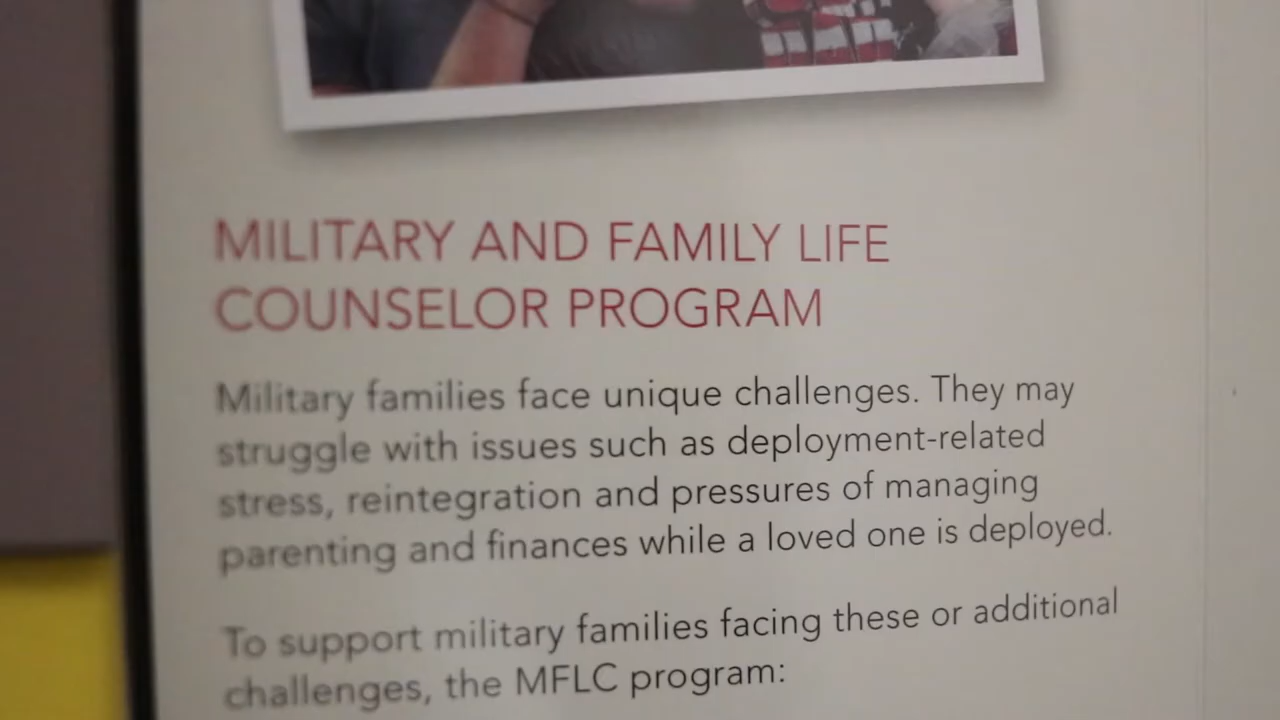 MILITARY AND FAMILY LIFE
COUNSELOR PROGRAM
Military families face unique challenges. They may
struggle with issues such as deployment-related
stress, reintegration and pressures of managing
parenting and finances while a loved one is deployed.
To support military families facing these or additional
challenges, the MFLC program: